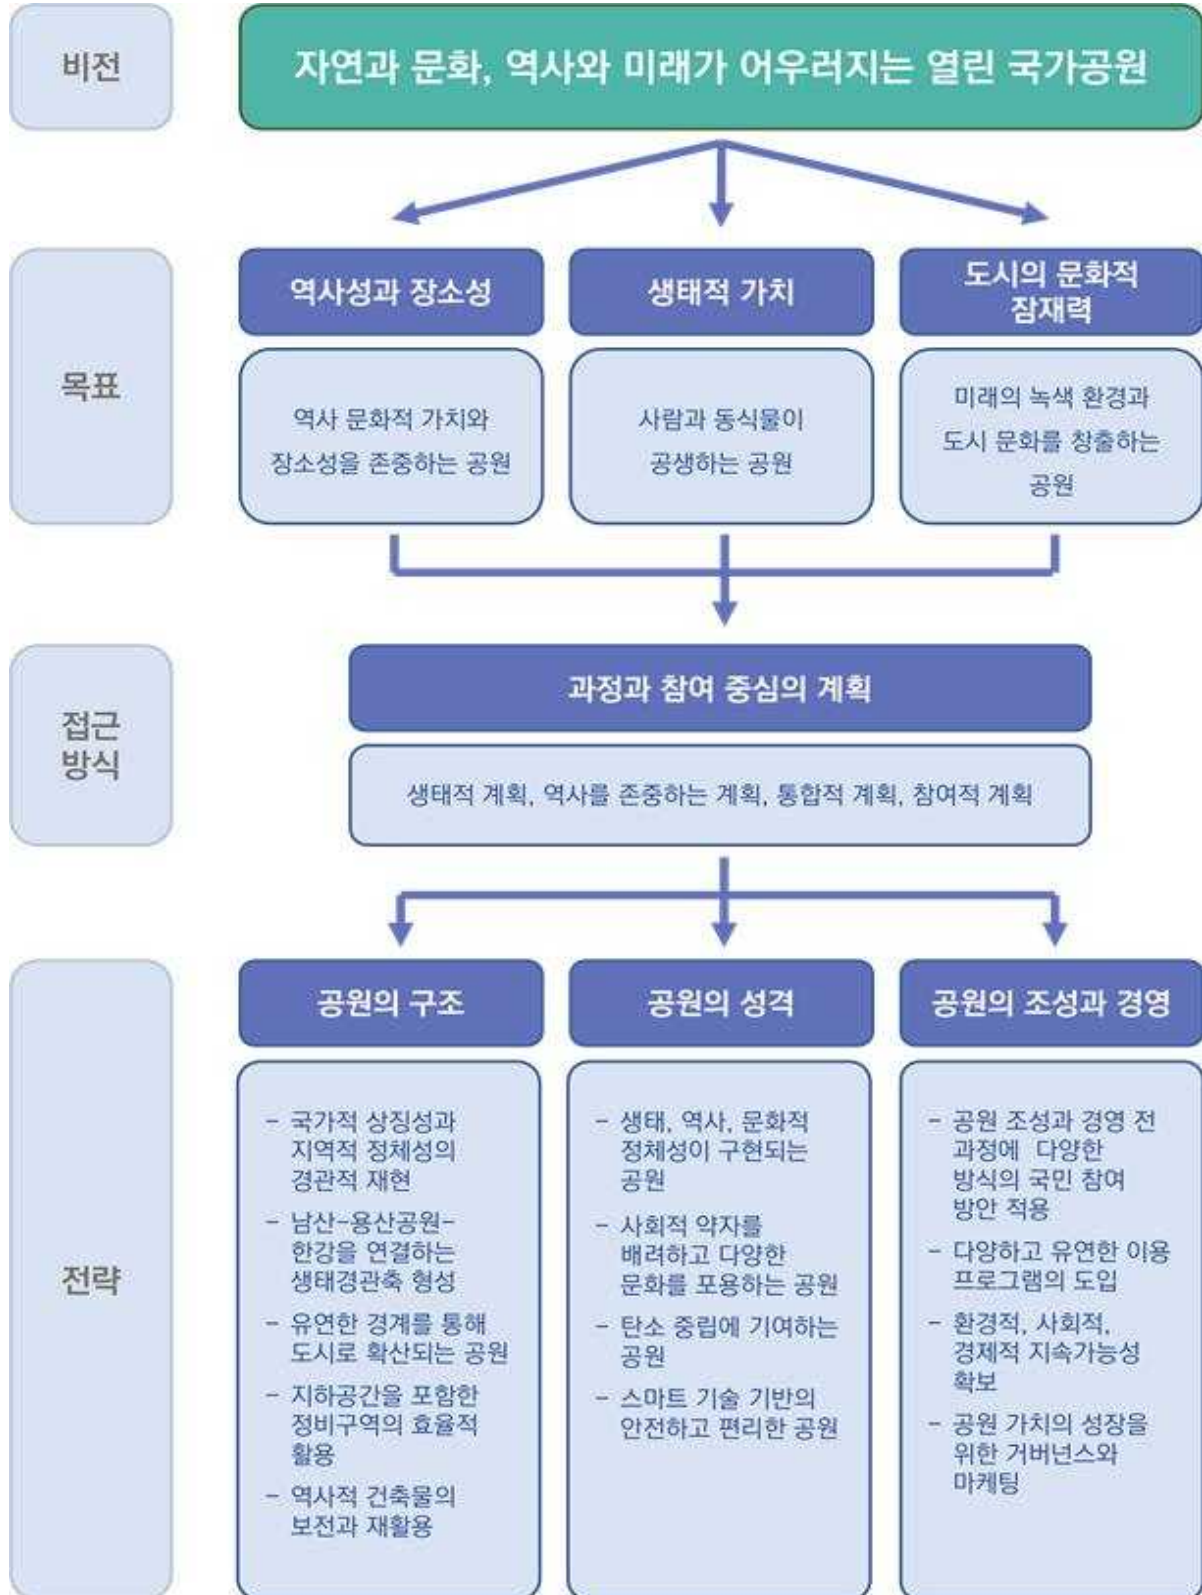 비전
자연과 문화, 역사와 미래가 어우러지는 열린 국가공원
목표
역사성과 장소성
역사 문화적 가치와
장소성을 존중하는 공원
생태적 가치
사람과 동식물이
공생하는 공원
도시의 문화적
잠재력
미래의 녹색 환경과
도시 문화를 창출하는
공원
접근
방식
과정과 참여 중심의 계획
생태적 계획, 역사를 존중하는 계획, 통합적 계획, 참여적 계획
전략
공원의 구조
- 국가적 상징성과
지역적 정체성의
경관적 재현
- 남산-용산공원-
한강을 연결하는
생태경관축 형성
- 유연한 경계를 통해
도시로 확산되는 공원
- 지하공간을 포함한
정비구역의 효율적
활용
- 역사적 건축물의
보전과 재활용
공원의 성격
- 생태, 역사, 문화적
정체성이 구현되는
공원
- 사회적 약자를
배려하고 다양한
문화를 포용하는 공원
- 탄소 중립에 기여하는
공원
- 스마트 기술 기반의
안전하고 편리한 공원
공원의 조성과 경영
- 공원 조성과 경영 전
과정에 다양한
방식의 국민 참여
방안 적용
- 다양하고 유연한 이용
프로그램의 도입
- 환경적, 사회적,
경제적 지속가능성
확보
- 공원 가치의 성장을
위한 거버넌스와
마케팅